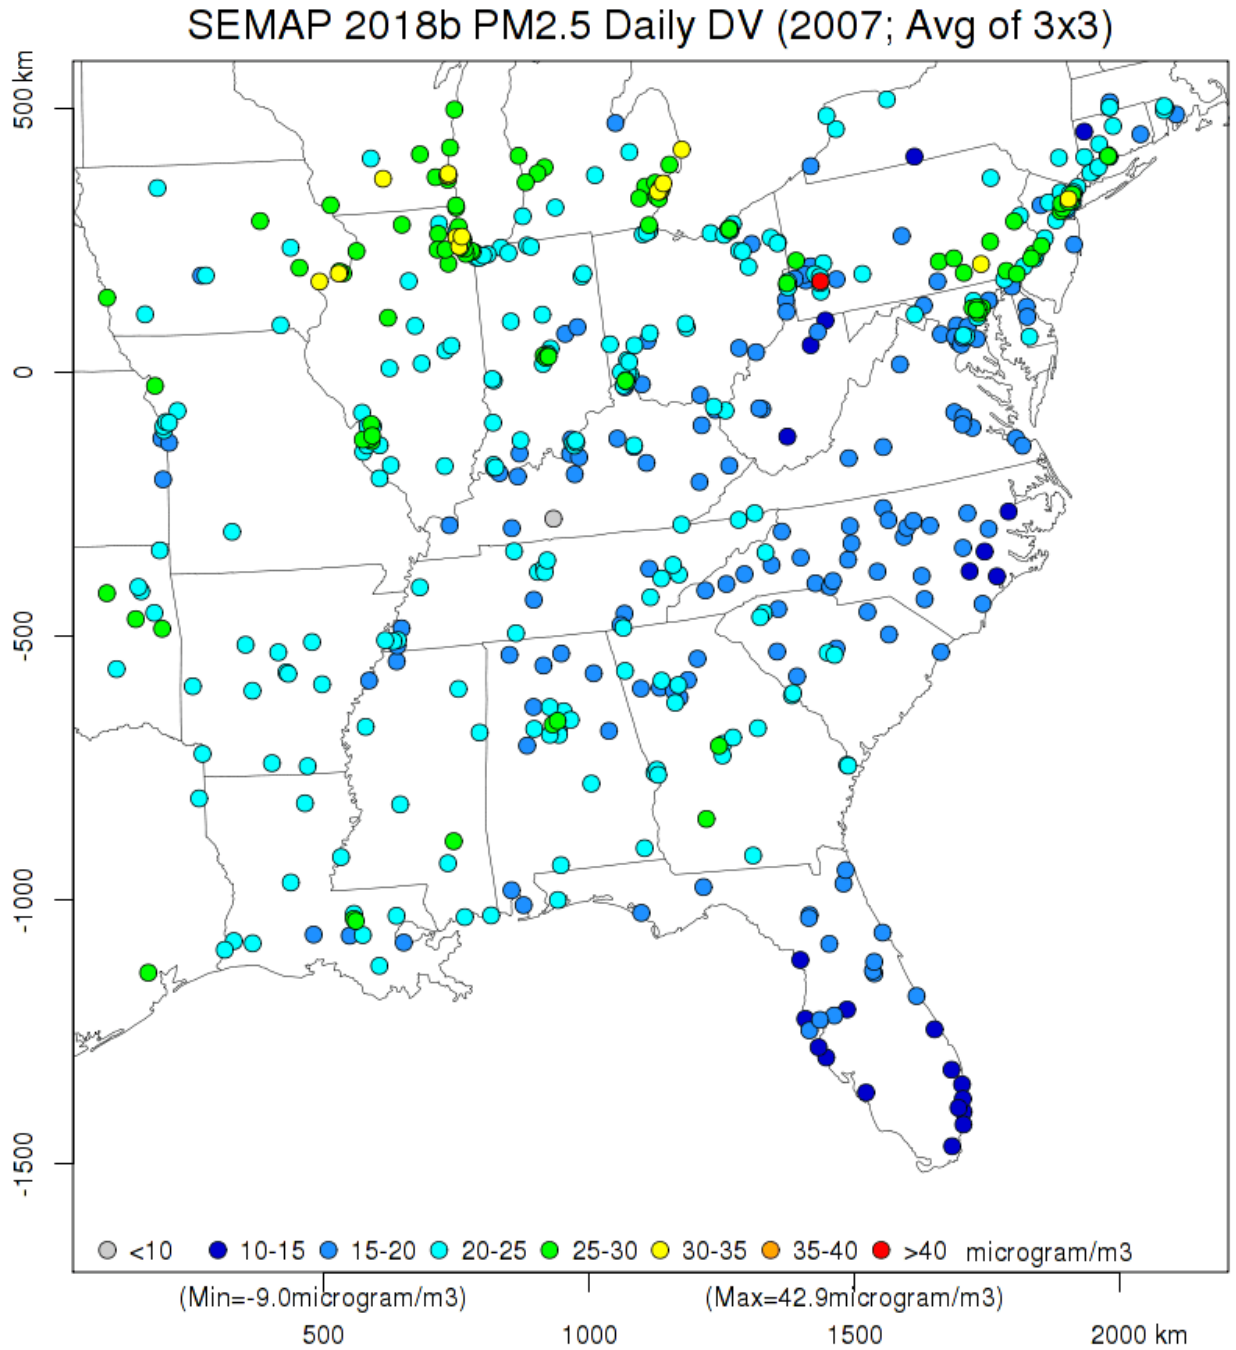 SEMAP 2018b PM2.5 Daily DV (2007; Avg of 3x3)
500 km
0
-500
-1000
-1500
<10 10-15 15-20 20-25 25-30 30-35 35-40 >40 microgram/m3
(Min=-9.0microgram/m3) (Max=42.9microgram/m3)
500 1000 1500 2000 km